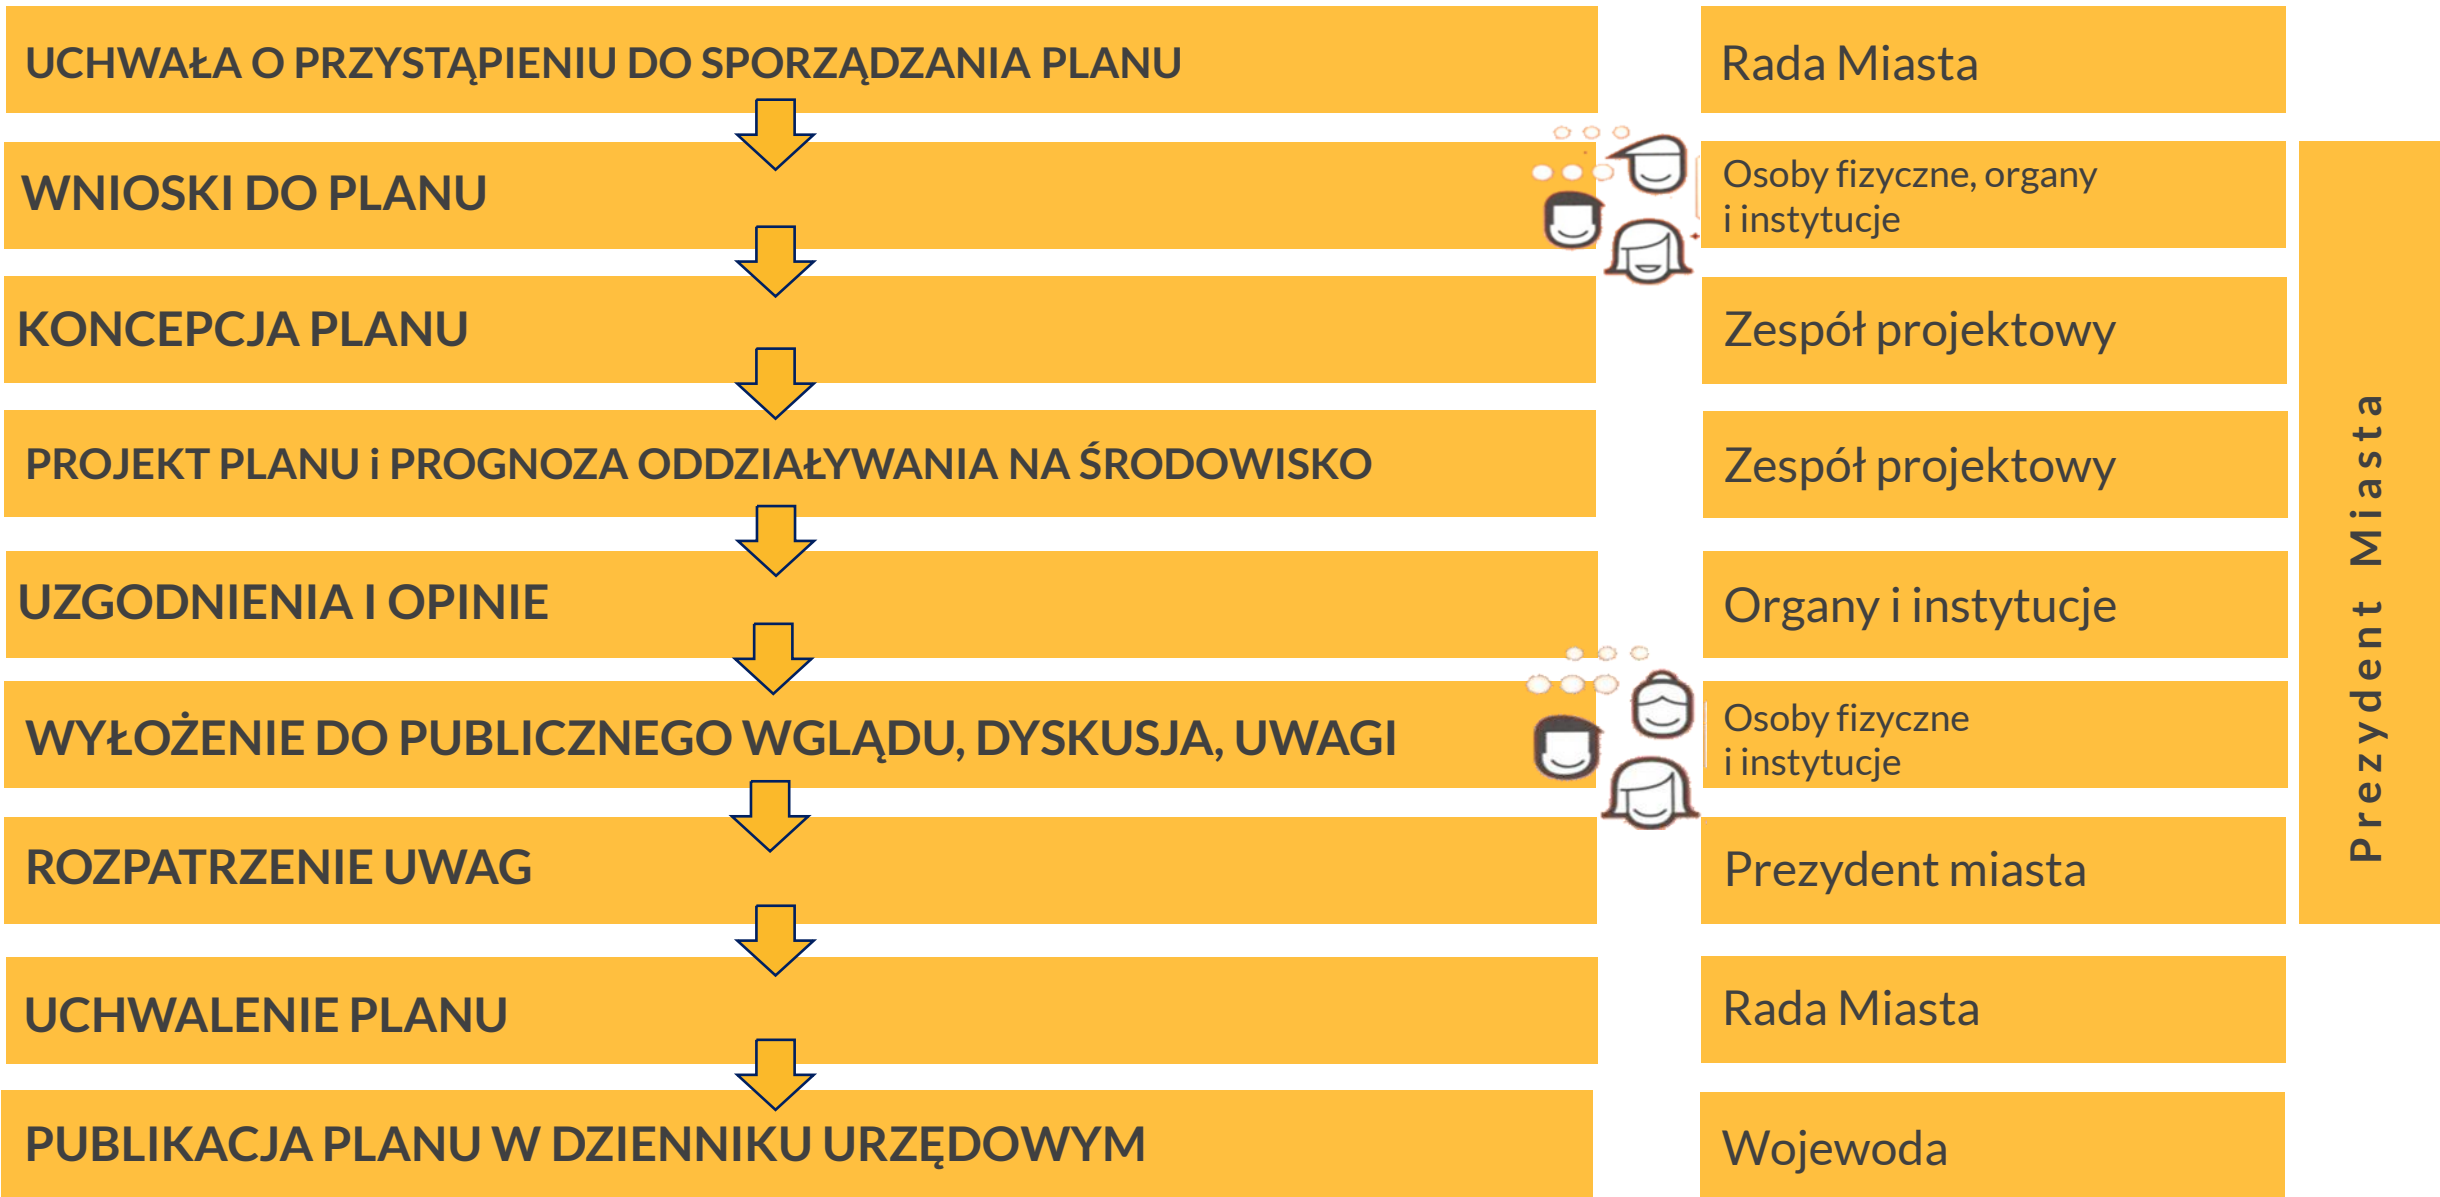 UCHWAŁA O PRZYSTĄPIENIU DO SPORZĄDZANIA PLANU
Rada Miasta
WNIOSKI DO PLANU
Osoby fizyczne, organy
i instytucje
KONCEPCJA PLANU
Zespół projektowy
PROJEKT PLANU i PROGNOZA ODDZIAŁYWANIA NA ŚRODOWISKO
Zespół projektowy
UZGODNIENIA I OPINIE
Organy i instytucje
WYŁOŻENIE DO PUBLICZNEGO WGLĄDU, DYSKUSJA, UWAGI
Osoby fizyczne
i instytucje
ROZPATRZENIE UWAG
Prezydent miasta
Prezydent Miasta
UCHWALENIE PLANU
Rada Miasta
PUBLIKACJA PLANU W DZIENNIKU URZĘDOWYM
Wojewoda